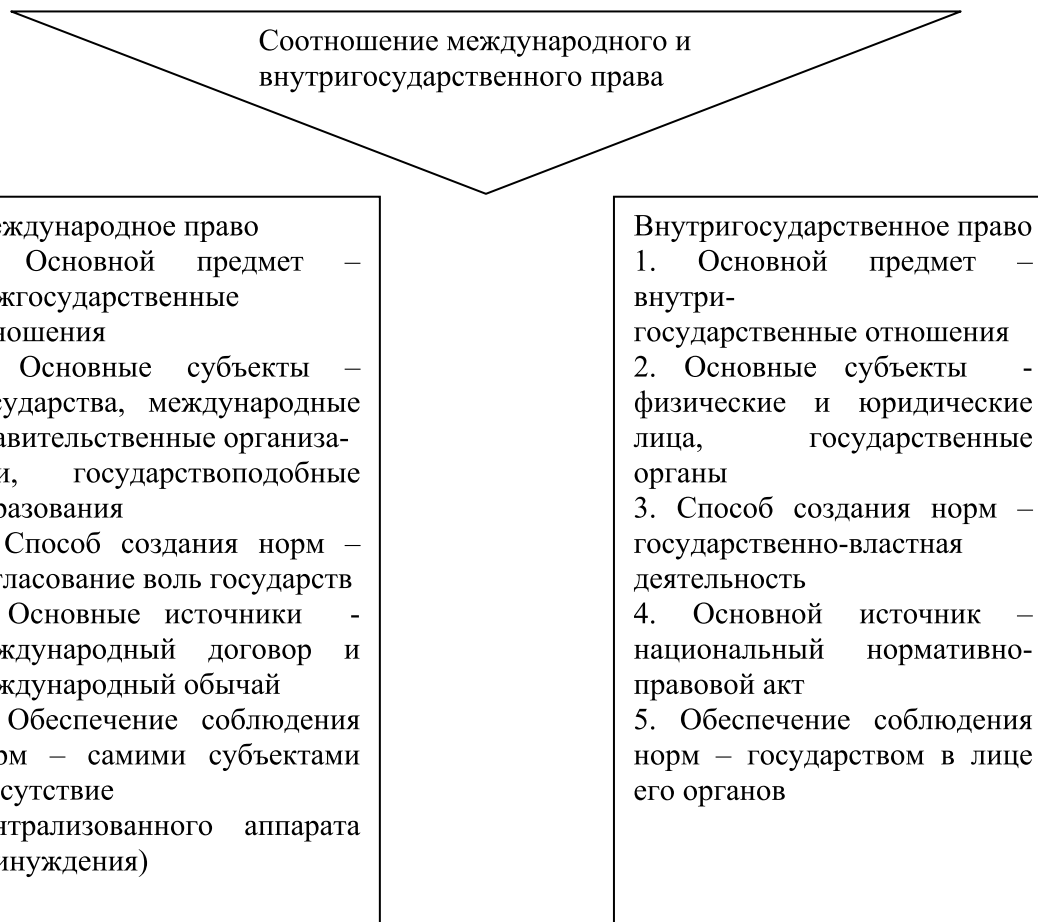 Соотношение международного и
внутригосударственного права
еждународное право
Основной предмет –
жгосударственные
ношения
Основные субъекты –
сударства, международные
авительственные организа-
и, государствоподобные
разования
Способ создания норм –
гласование воль государств
Основные источники -
ждународный договор и
ждународный обычай
Обеспечение соблюдения
рм – самими субъектами
сутствие
нтрализованного аппарата
инуждения)
Внутригосударственное право
1. Основной предмет –
внутри-
государственные отношения
2. Основные субъекты -
физические и юридические
лица, государственные
органы
3. Способ создания норм –
государственно-властная
деятельность
4. Основной источник –
национальный нормативно-
правовой акт
5. Обеспечение соблюдения
норм – государством в лице
его органов